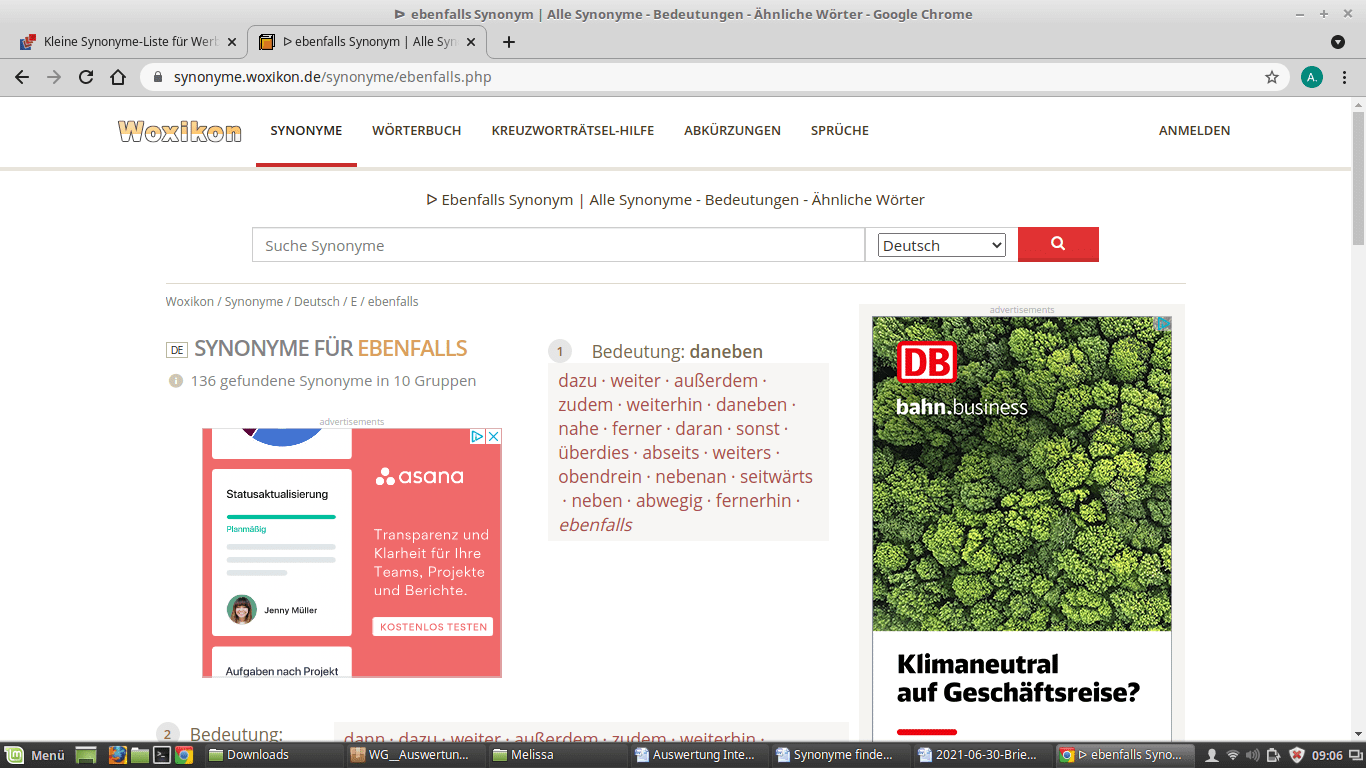 ᐅ ebenfalls Synonym | Alle Synonyme - Bedeutungen - Ähnliche Wörter - Google Chrome
Kleine Synonyme-Liste für Werb
ᐅ ebenfalls Synonym | Alle Syn
synonyme.woxikon.de/synonyme/ebenfalls.php
A.
Woxikon
SYNONYME
WÖRTERBUCH
KREUZWORTRÄTSEL-HILFE
ABKÜRZUNGEN
SPRÜCHE
ANMELDEN
ᐅ Ebenfalls Synonym | Alle Synonyme - Bedeutungen - Ähnliche Wörter
Suche Synonyme
Deutsch
Woxikon / Synonyme / Deutsch / E / ebenfalls
DE SYNONYME FÜR EBENFALLS
136 gefundene Synonyme in 10 Gruppen
advertisements
Statusaktualisierung
Planmäßig
Jenny Müller
Aufgaben nach Projekt
asana
Transparenz und
Klarheit für Ihre
Teams, Projekte
und Berichte.
KOSTENLOS TESTEN
1 Bedeutung: daneben
dazu · weiter · außerdem ·
zudem · weiterhin · daneben ·
nahe · ferner · daran · sonst ·
überdies · abseits · weiters ·
obendrein · nebenan · seitwärts
· neben · abwegig · fernerhin ·
ebenfalls
advertisements
DB
bahn.business
Klimaneutral
auf Geschäftsreise?
2 Bedeutung:
dann · dazu · weiter · außerdem · zudem · weiterhin ·
Menü
Downloads
WG__Auswertun...
Melissa
Auswertung Inte...
Synonyme finde...
2021-06-30-Brie...
ᐅ ebenfalls Syno...
09:06